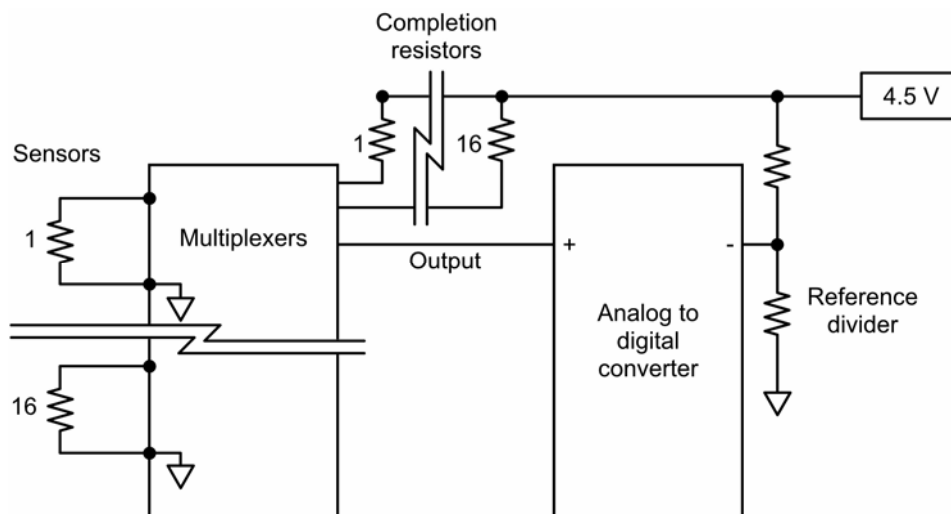 Completion
resistors
4.5 V
1
16
Sensors
1
Multiplexers
+
-
Output
Reference
divider
Analog to
digital
converter
16